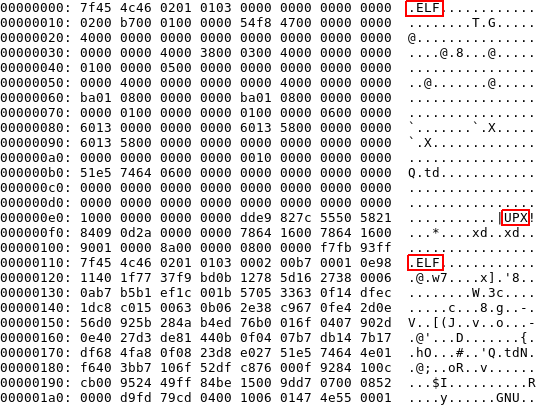 00000000: 7f45 4c46 0201 0103 0000 0000 0000 0000  .ELF............
00000010: 0200 b700 0100 0000 54f8 4700 0000 0000  ........T.G.....
00000020: 4000 0000 0000 0000 0000 0000 0000 0000  @...............
00000030: 0000 0000 4000 3800 0300 4000 0000 0000  ....@.8...@.....
00000040: 0100 0000 0500 0000 0000 0000 0000 0000  ................
00000050: 0000 4000 0000 0000 0000 4000 0000 0000  ..@.......@.....
00000060: ba01 0800 0000 0000 ba01 0800 0000 0000  ................
00000070: 0000 0100 0000 0000 0100 0000 0600 0000  ................
00000080: 6013 0000 0000 0000 6013 5800 0000 0000  `.......`.X.....
00000090: 6013 5800 0000 0000 0000 0000 0000 0000  `.X.............
000000a0: 0000 0000 0000 0000 0010 0000 0000 0000  ................
000000b0: 51e5 7464 0600 0000 0000 0000 0000 0000  Q.td............
000000c0: 0000 0000 0000 0000 0000 0000 0000 0000  ................
000000d0: 0000 0000 0000 0000 0000 0000 0000 0000  ................
000000e0: 1000 0000 0000 0000 dde9 827c 5550 5821  ...........|UPX!
000000f0: 8409 0d2a 0000 0000 7864 1600 7864 1600  ...*....xd..xd..
00000100: 9001 0000 8a00 0000 0800 0000 f7fb 93ff  ................
00000110: 7f45 4c46 0201 0103 0002 00b7 0001 0e98  .ELF............
00000120: 1140 1f77 37f9 bd0b 1278 5d16 2738 0006  .@.w7....x].'8..
00000130: 0ab7 b5b1 ef1c 001b 5705 3363 0f14 dfec  ........W.3c....
00000140: 1dc8 c015 0063 0b06 2e38 c967 0fe4 2d0e  .....c...8.g..-.
00000150: 56d0 925b 284a b4ed 76b0 016f 0407 902d  V..[(J..v..o...-
00000160: 0e40 27d3 de81 440b 0f04 07b7 db14 7b17  .@'...D.......{.
00000170: df68 4fa8 0f08 23d8 e027 51e5 7464 4e01  .hO...#..'Q.tdN.
00000180: f640 3bb7 106f 52df c876 000f 9284 100c  .@;..oR..v......
00000190: cb00 9524 49ff 84be 1500 9dd7 0700 0852  ...$I..........R
000001a0: 0000 d9fd 79cd 0400 1006 0147 4e55 0001  ....y......GNU..